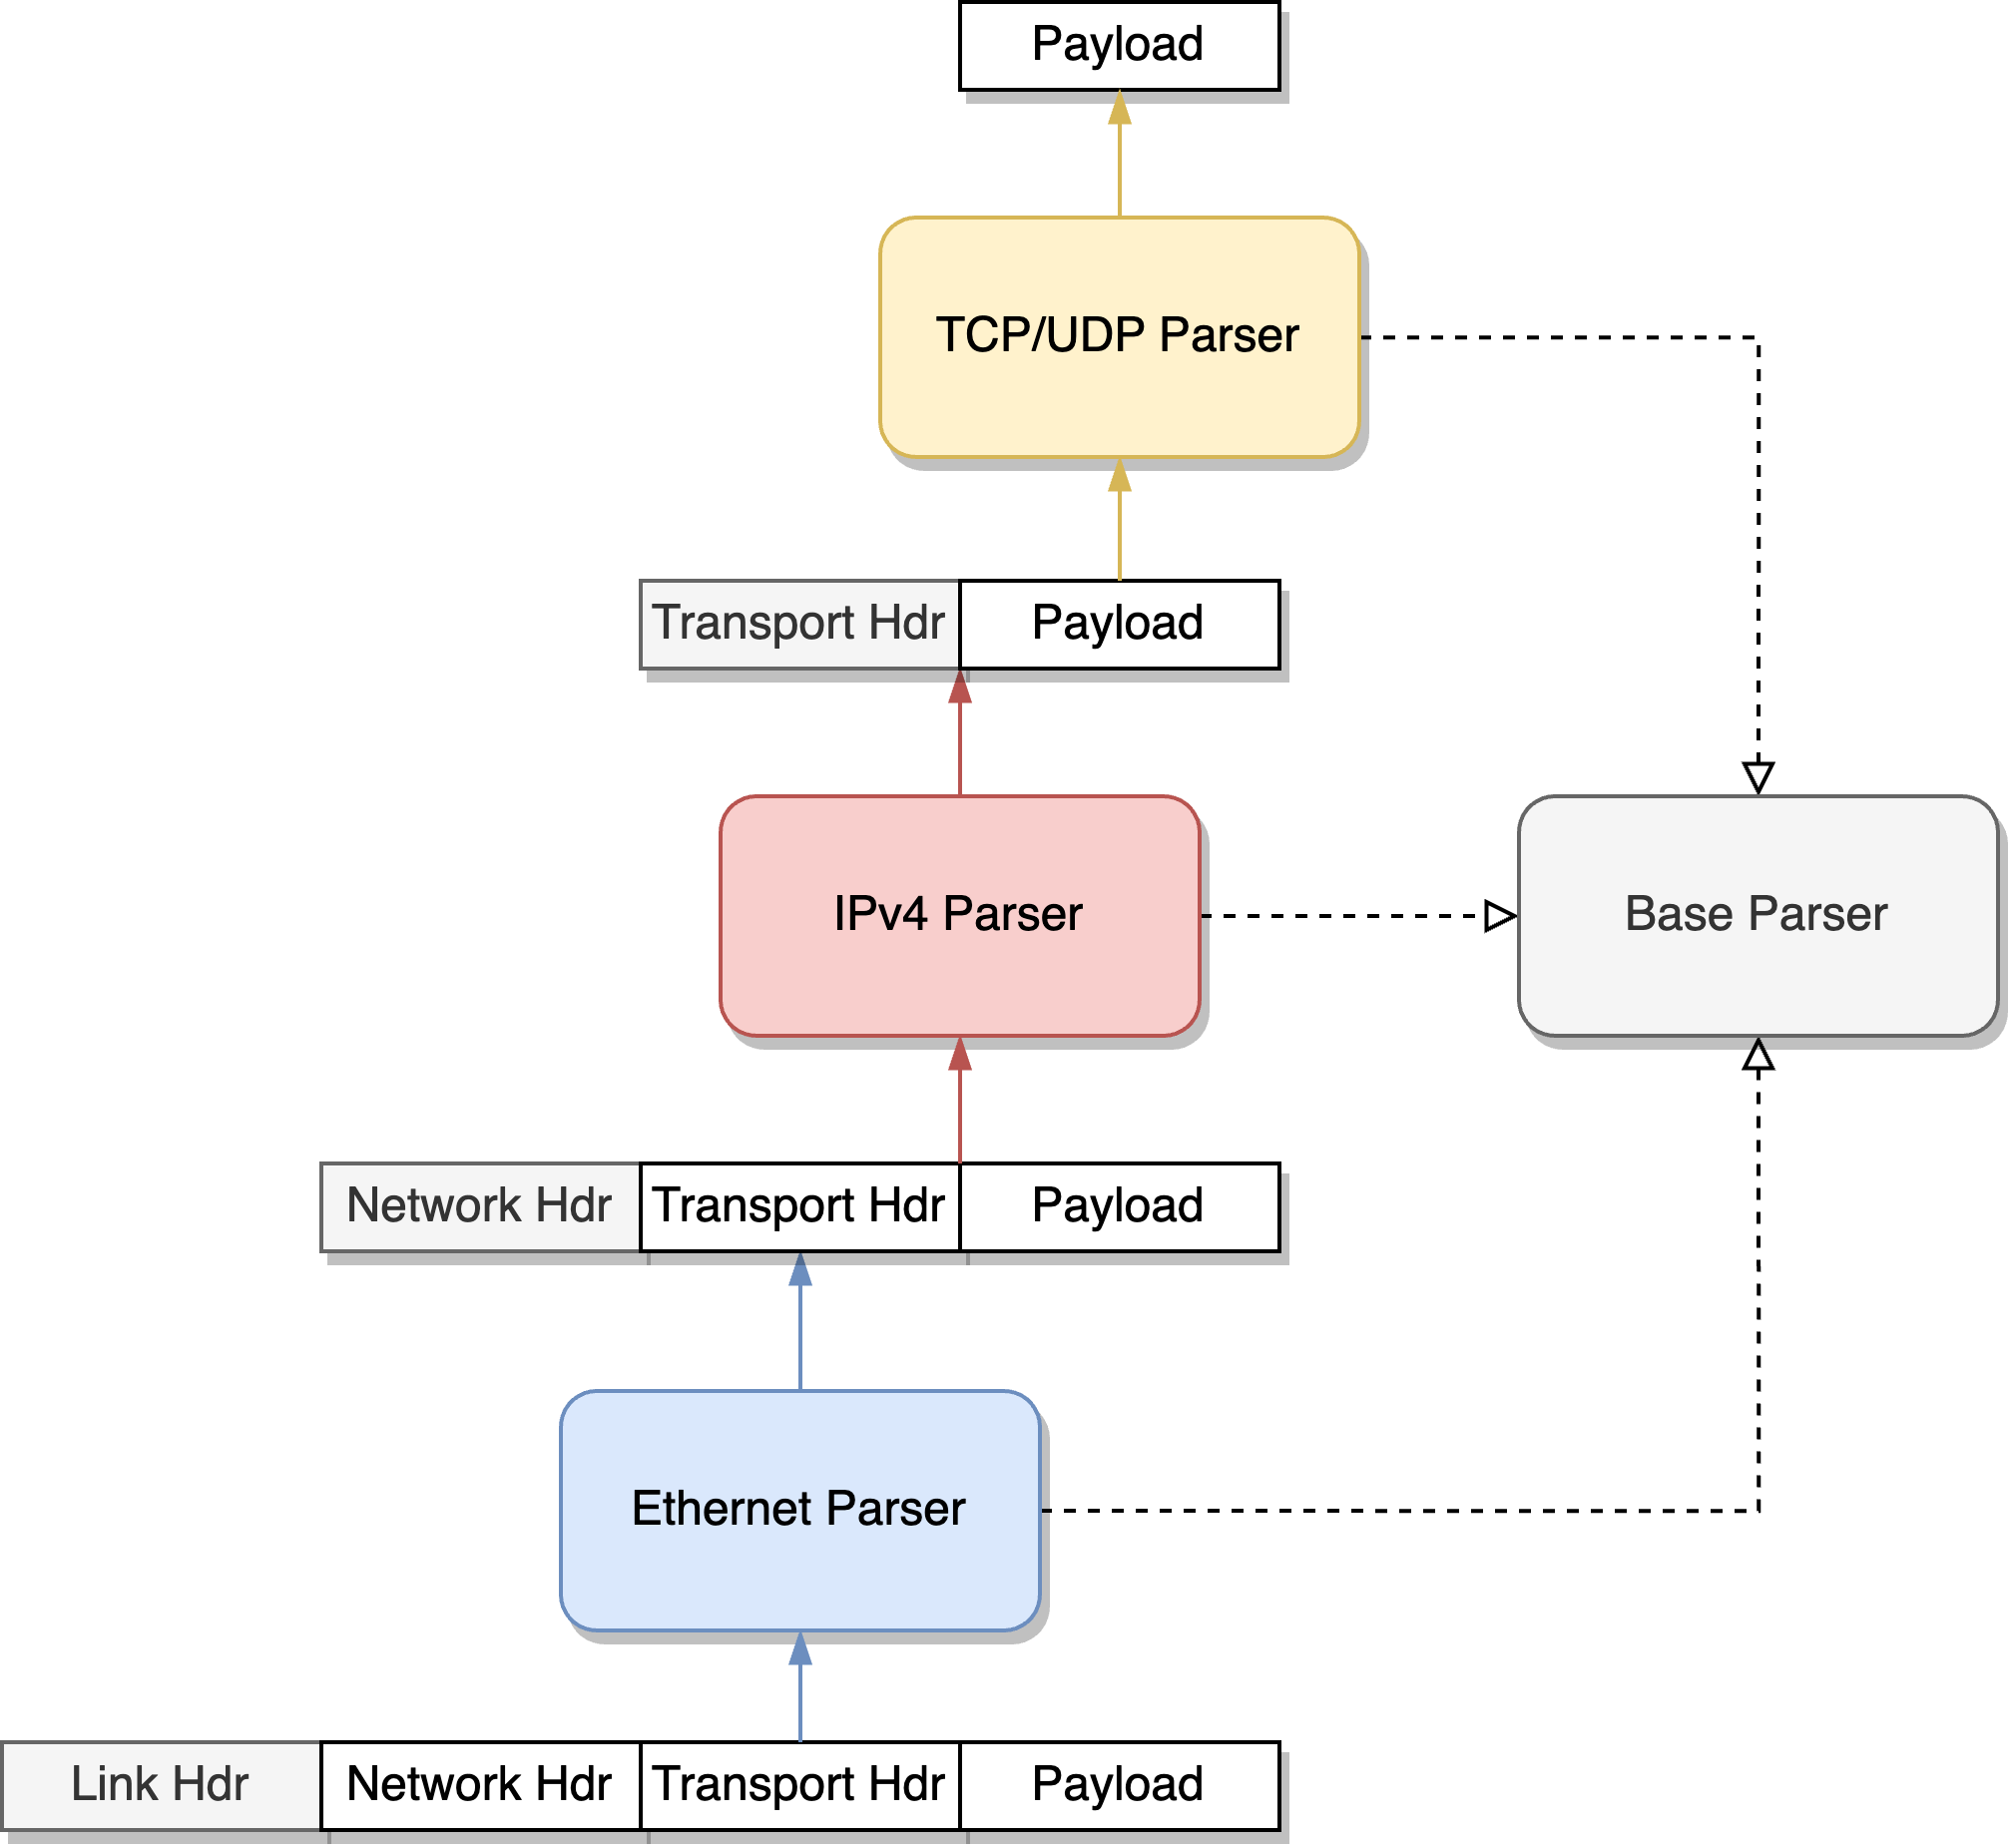 Payload
TCP/UDP Parser
Transport Hdr Payload
IPv4 Parser
Base Parser
Network Hdr Transport Hdr Payload
Ethernet Parser
Link Hdr Network Hdr Transport Hdr Payload